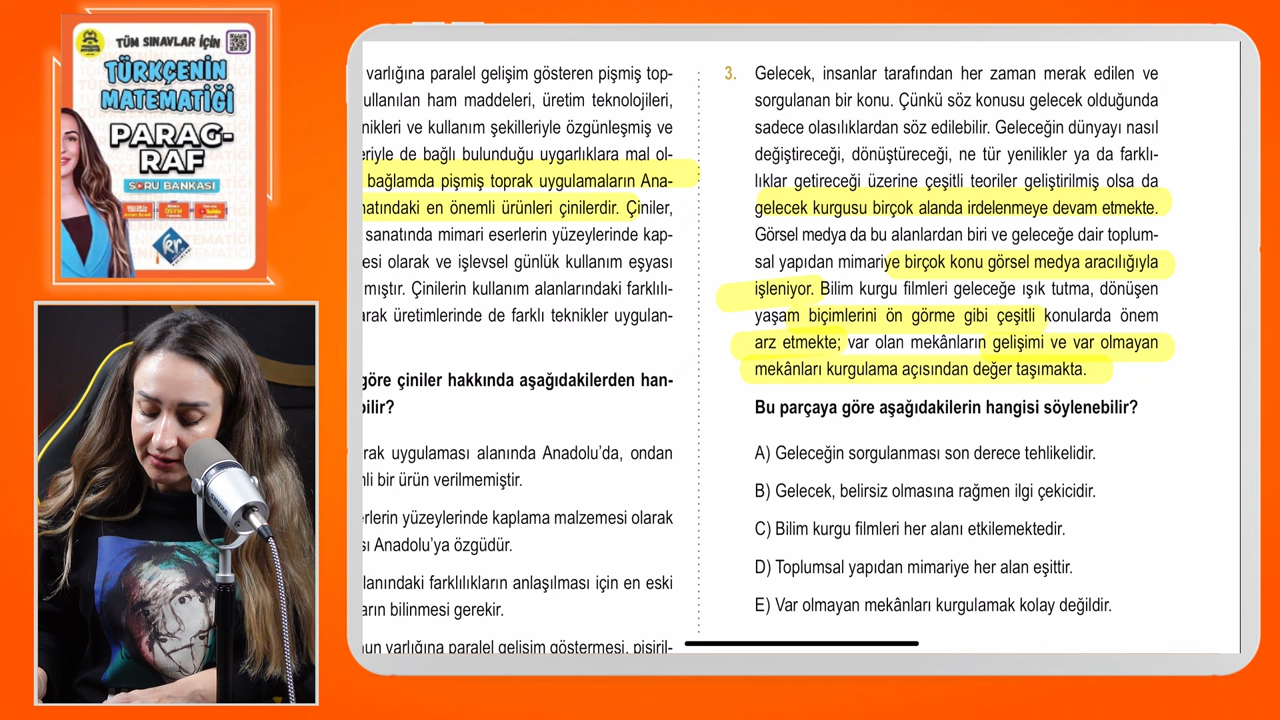 TÜM SINAVLAR İÇİN
TÜRKÇENİN
MATEMATİĞİ
PARAG-
RAF
SORU BANKASI
varlığına paralel gelişim gösteren pişmiş top-
ullanılan ham maddeleri, üretim teknolojileri,
nikleri ve kullanım şekilleriyle özgünleşmiş ve
eriyle de bağlı bulunduğu uygarlıklara mal ol-
bağlamda pişmiş toprak uygulamaların Ana-
natındaki en önemli ürünleri çinilerdir. Çiniler,
sanatında mimari eserlerin yüzeylerinde kap-
esi olarak ve işlevsel günlük kullanım eşyası
mıştır. Çinilerin kullanım alanlarındaki farklılı-
arak üretimlerinde de farklı teknikler uygulan-
göre çiniler hakkında aşağıdakilerden han-
bilir?
rak uygulaması alanında Anadolu'da, ondan
li bir ürün verilmemiştir.
erlerin yüzeylerinde kaplama malzemesi olarak
sı Anadolu'ya özgüdür.
lanındaki farklılıkların anlaşılması için en eski
arın bilinmesi gerekir.
nun varlığına paralel gelişim göstermesi, pişiril-
3. Gelecek, insanlar tarafından her zaman merak edilen ve
sorgulanan bir konu. Çünkü söz konusu gelecek olduğunda
sadece olasılıklardan söz edilebilir. Geleceğin dünyayı nasıl
değiştireceği, dönüştüreceği, ne tür yenilikler ya da farklı-
lıklar getireceği üzerine çeşitli teoriler geliştirilmiş olsa da
gelecek kurgusu birçok alanda irdelenmeye devam etmekte.
Görsel medya da bu alanlardan biri ve geleceğe dair toplum-
sal yapıdan mimariye birçok konu görsel medya aracılığıyla
işleniyor. Bilim kurgu filmleri geleceğe ışık tutma, dönüşen
yaşam biçimlerini ön görme gibi çeşitli konularda önem
arz etmekte; var olan mekânların gelişimi ve var olmayan
mekânları kurgulama açısından değer taşımakta.
Bu parçaya göre aşağıdakilerin hangisi söylenebilir?
A) Geleceğin sorgulanması son derece tehlikelidir.
B) Gelecek, belirsiz olmasına rağmen ilgi çekicidir.
C) Bilim kurgu filmleri her alanı etkilemektedir.
D) Toplumsal yapıdan mimariye her alan eşittir.
E) Var olmayan mekânları kurgulamak kolay değildir.